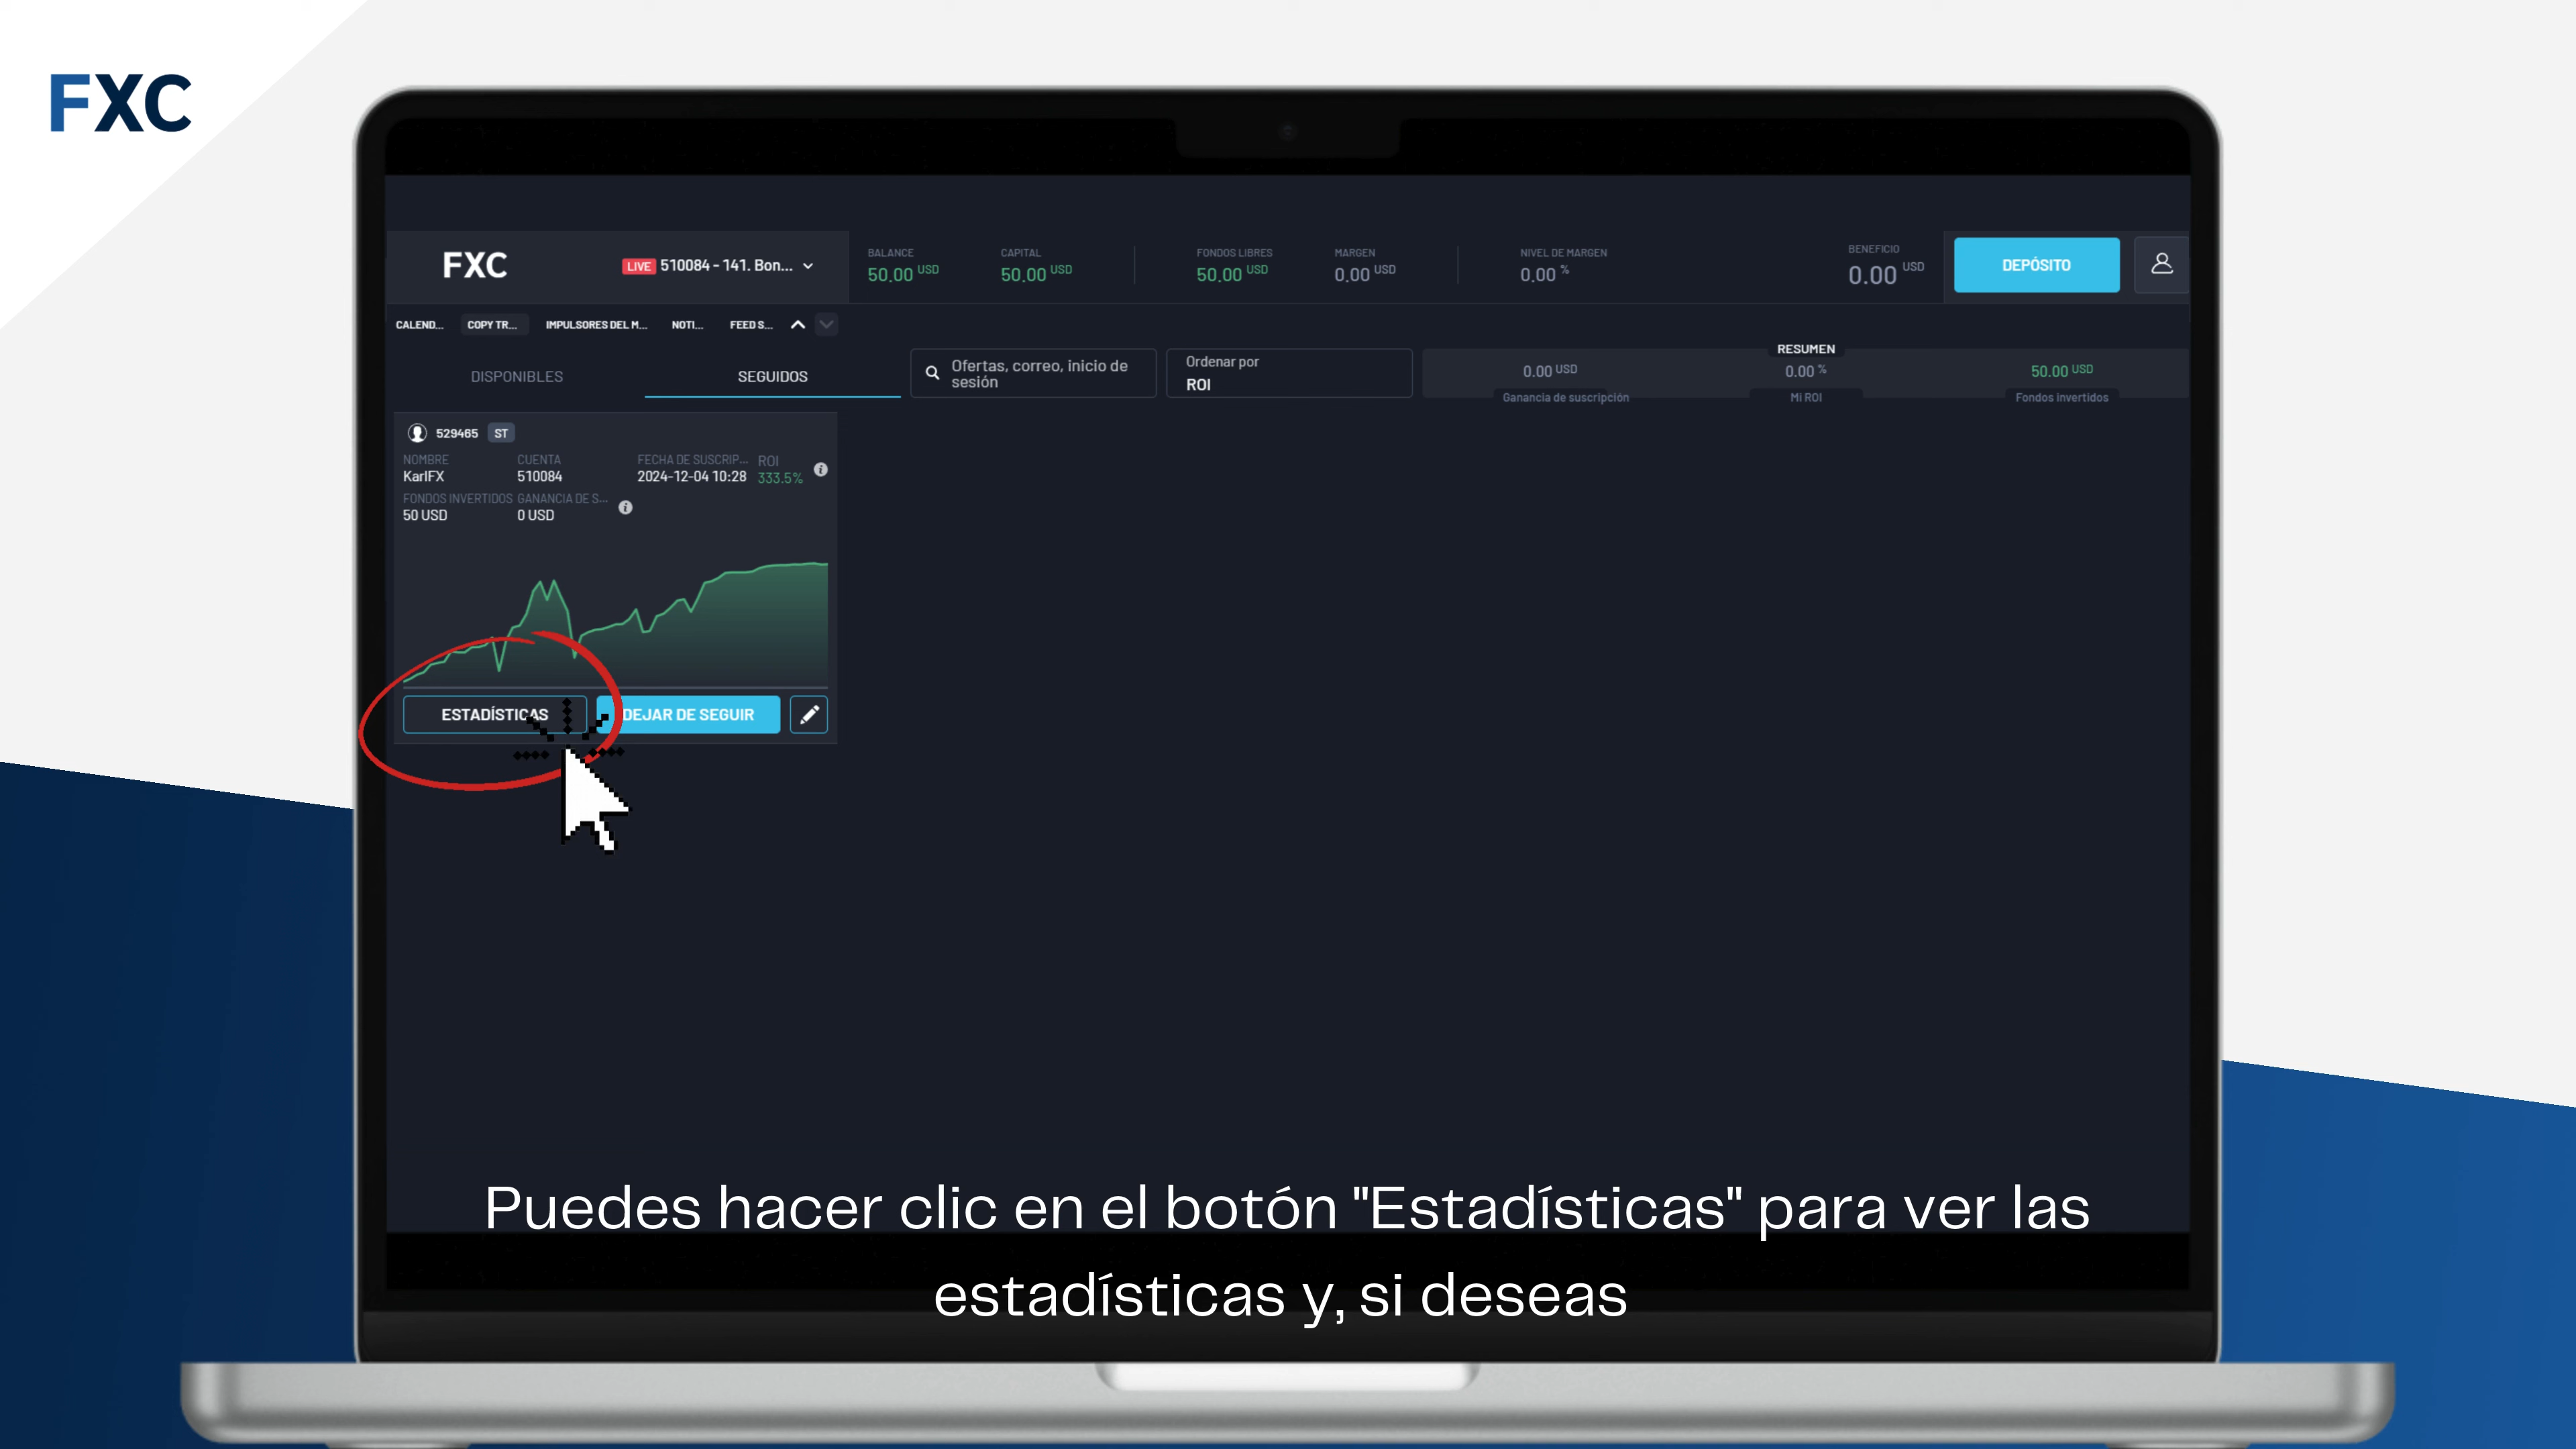 FXC
FXC
LIVE 510084 - 141. Bon...
BALANCE
50.00 USD
CAPITAL
50.00 USD
FONDOS LIBRES
50.00 USD
MARGEN
0.00 USD
NIVEL DE MARGEN
0.00 %
BENEFICIO
0.00 USD
DEPÓSITO
CALEND... COPY TR... IMPULSORES DEL M... NOTI... FEED S...
DISPONIBLES
SEGUIDOS
Ofertas, correo, inicio de
sesión
Ordenar por
ROI
RESUMEN
0.00 USD
Ganancia de suscripción
0.00 %
Mi ROI
50.00 USD
Fondos invertidos
529465 ST
NOMBRE
KarlFX
CUENTA
510084
FECHA DE SUSCRIP...
2024-12-04 10:28
ROI
333.5%
FONDOS INVERTIDOS
50 USD
GANANCIA DE S...
0 USD
ESTADÍSTICAS
DEJAR DE SEGUIR
Puedes hacer clic en el botón "Estadísticas" para ver las
estadísticas y, si deseas